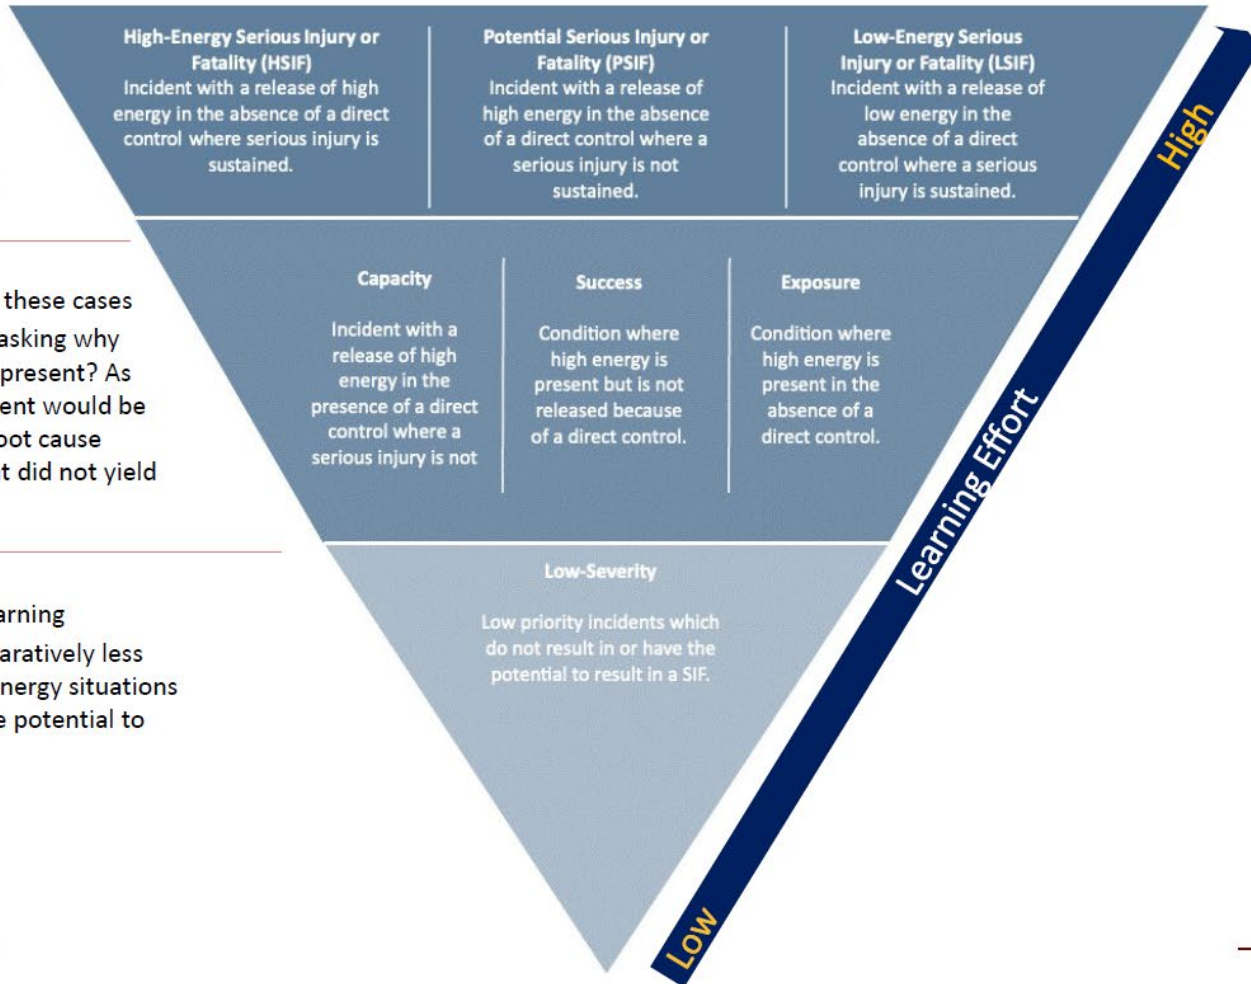 High-Energy Serious Injury or
Fatality (HSIF)
Incident with a release of high
energy in the absence of a direct
control where serious injury is
sustained.
Potential Serious Injury or
Fatality (PSIF)
Incident with a release of
high energy in the absence
of a direct control where a
serious injury is not
sustained.
Low-Energy Serious
Injury or Fatality (LSIF)
Incident with a release of
low energy in the
absence of a direct
control where a serious
injury is sustained.
these cases
asking why
present? As
ent would be
oot cause
t did not yield
Capacity
Incident with a
release of high
energy in the
presence of a direct
control where a
serious injury is not
Success
Condition where
high energy is
present but is not
released because
of a direct control.
Exposure
Condition where
high energy is
present in the
absence of a
direct control.
arning
paratively less
energy situations
e potential to
Low-Severity
Low priority incidents which
do not result in or have the
potential to result in a SIF.
High
Learning Effort
Low